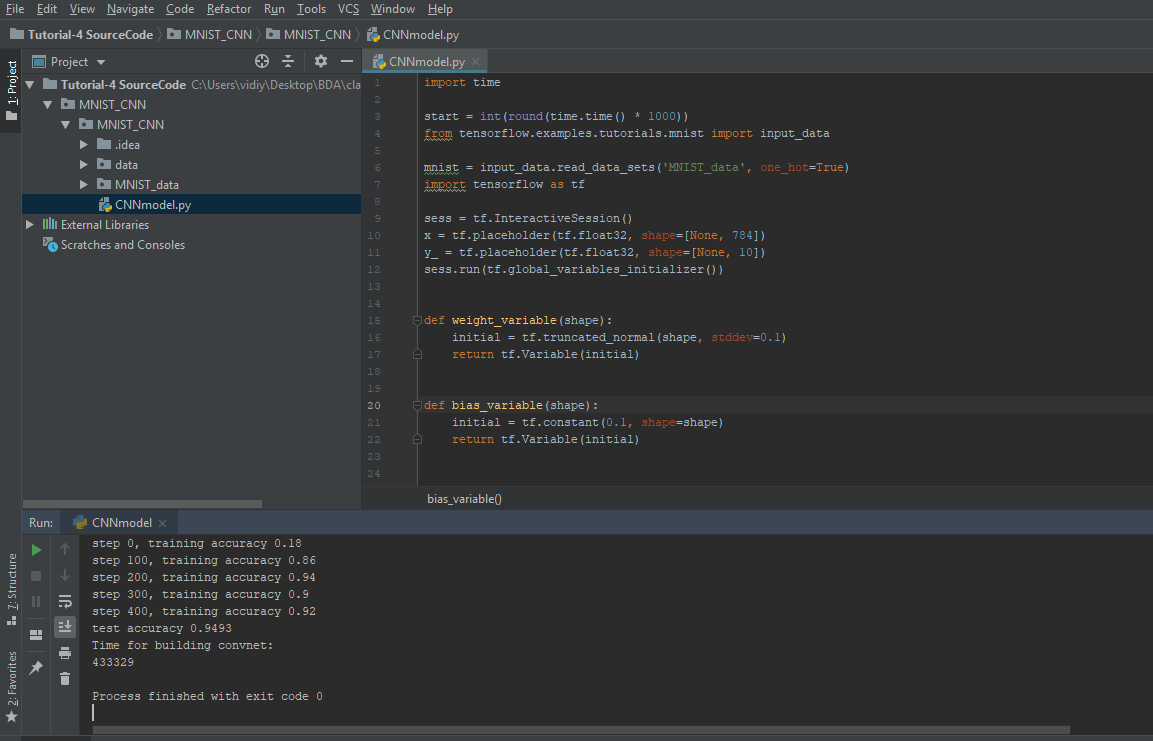 File Edit View Navigate Code Refactor Run Tools VCS Window Help
Tutorial-4 SourceCode MNIST_CNN MNIST_CNN CNNmodel.py
1: Project
Project
Tutorial-4 SourceCode C:\Users\vidiy\Desktop\BDA\cla
MNIST_CNN
MNIST_CNN
.idea
data
MNIST_data
CNNmodel.py
External Libraries
Scratches and Consoles
CNNmodel.py
1 import time
2
3 start = int(round(time.time() * 1000))
4 from tensorflow.examples.tutorials.mnist import input_data
5
6 mnist = input_data.read_data_sets('MNIST_data', one_hot=True)
7 import tensorflow as tf
8
9 sess = tf.InteractiveSession()
10 x = tf.placeholder(tf.float32, shape=[None, 784])
11 y_ = tf.placeholder(tf.float32, shape=[None, 10])
12 sess.run(tf.global_variables_initializer())
13
14
15 def weight_variable(shape):
16     initial = tf.truncated_normal(shape, stddev=0.1)
17     return tf.Variable(initial)
18
19
20 def bias_variable(shape):
21     initial = tf.constant(0.1, shape=shape)
22     return tf.Variable(initial)
23
24
bias_variable()
Run: CNNmodel
step 0, training accuracy 0.18
step 100, training accuracy 0.86
step 200, training accuracy 0.94
step 300, training accuracy 0.9
step 400, training accuracy 0.92
test accuracy 0.9493
Time for building convnet:
433329
Process finished with exit code 0
7: Structure
2: Favorites